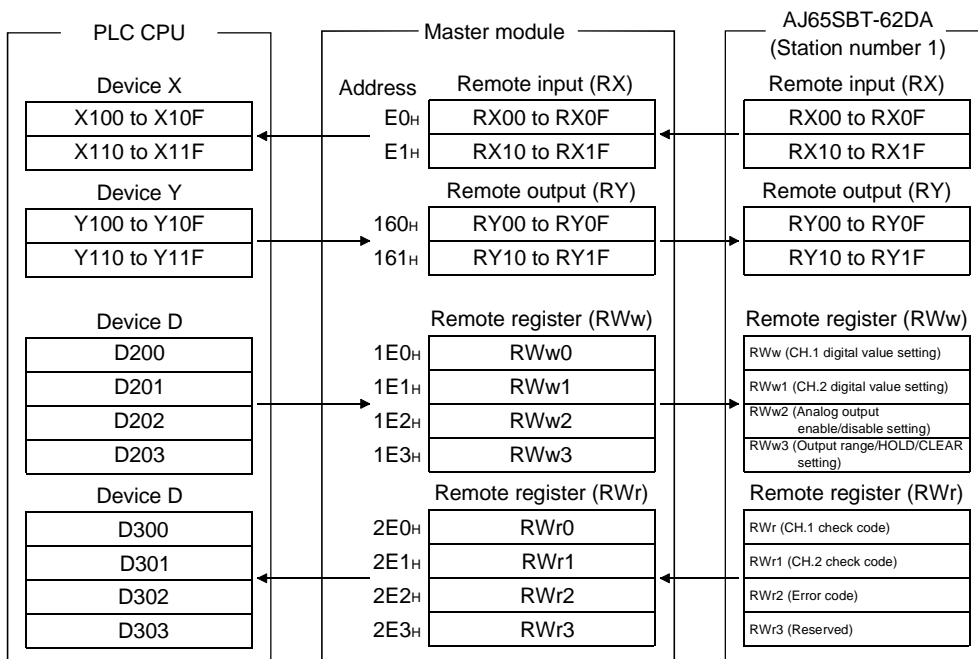 PLC CPU
Master module
AJ65SBT-62DA
(Station number 1)
Device X
Address
Remote input (RX)
Remote input (RX)
X100 to X10F
E0H
RX00 to RX0F
RX00 to RX0F
X110 to X11F
E1H
RX10 to RX1F
RX10 to RX1F
Device Y
Remote output (RY)
Remote output (RY)
Y100 to Y10F
160H
RY00 to RY0F
RY00 to RY0F
Y110 to Y11F
161H
RY10 to RY1F
RY10 to RY1F
Device D
Remote register (RWw)
Remote register (RWw)
D200
1E0H
RWw0
RWw (CH.1 digital value setting)
D201
1E1H
RWw1
RWw1 (CH.2 digital value setting)
D202
1E2H
RWw2
RWw2 (Analog output
enable/disable setting)
D203
1E3H
RWw3
RWw3 (Output range/HOLD/CLEAR
setting)
Device D
Remote register (RWr)
Remote register (RWr)
D300
2E0H
RWr0
RWr (CH.1 check code)
D301
2E1H
RWr1
RWr1 (CH.2 check code)
D302
2E2H
RWr2
RWr2 (Error code)
D303
2E3H
RWr3
RWr3 (Reserved)